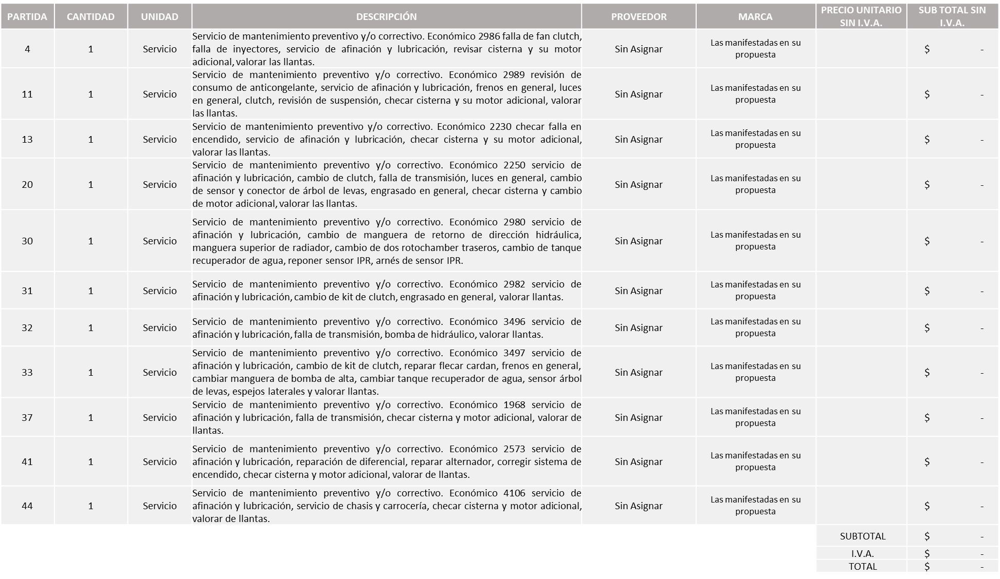 PARTIDA CANTIDAD UNIDAD DESCRIPCIÓN PROVEEDOR MARCA PRECIO UNITARIO SIN I.V.A. SUB TOTAL SIN I.V.A.
4 1 Servicio
Servicio de mantenimiento preventivo y/o correctivo. Económico 2986 falla de fan clutch,
falla de inyectores, servicio de afinación y lubricación, revisar cisterna y su motor
adicional, valorar las llantas.
Sin Asignar
Las manifestadas en su
propuesta
$ -
11 1 Servicio
Servicio de mantenimiento preventivo y/o correctivo. Económico 2989 revisión de
consumo de anticongelante, servicio de afinación y lubricación, frenos en general, luces
en general, clutch, revisión de suspensión, checar cisterna y su motor adicional, valorar
las llantas.
Sin Asignar
Las manifestadas en su
propuesta
$ -
13 1 Servicio
Servicio de mantenimiento preventivo y/o correctivo. Económico 2230 checar falla en
encendido, servicio de afinación y lubricación, checar cisterna y su motor adicional,
valorar las llantas.
Sin Asignar
Las manifestadas en su
propuesta
$ -
20 1 Servicio
Servicio de mantenimiento preventivo y/o correctivo. Económico 2250 servicio de
afinación y lubricación, cambio de clutch, falla de transmisión, luces en general, cambio
de sensor y conector de árbol de levas, engrasado en general, checar cisterna y cambio
de motor adicional, valorar las llantas.
Sin Asignar
Las manifestadas en su
propuesta
$ -
30 1 Servicio
Servicio de mantenimiento preventivo y/o correctivo. Económico 2980 servicio de
afinación y lubricación, cambio de manguera de retorno de dirección hidráulica,
manguera superior de radiador, cambio de dos rotochamber traseros, cambio de tanque
recuperador de agua, reponer sensor IPR, arnés de sensor IPR.
Sin Asignar
Las manifestadas en su
propuesta
$ -
31 1 Servicio
Servicio de mantenimiento preventivo y/o correctivo. Económico 2982 servicio de
afinación y lubricación, cambio de kit de clutch, engrasado en general, valorar llantas.
Sin Asignar
Las manifestadas en su
propuesta
$ -
32 1 Servicio
Servicio de mantenimiento preventivo y/o correctivo. Económico 3496 servicio de
afinación y lubricación, falla de transmisión, bomba de hidráulico, valorar llantas.
Sin Asignar
Las manifestadas en su
propuesta
$ -
33 1 Servicio
Servicio de mantenimiento preventivo y/o correctivo. Económico 3497 servicio de
afinación y lubricación, cambio de kit de clutch, reparar flecar cardan, frenos en general,
cambiar manguera de bomba de alta, cambiar tanque recuperador de agua, sensor árbol
de levas, espejos laterales y valorar llantas.
Sin Asignar
Las manifestadas en su
propuesta
$ -
37 1 Servicio
Servicio de mantenimiento preventivo y/o correctivo. Económico 1968 servicio de
afinación y lubricación, falla de transmisión, checar cisterna y motor adicional, valorar de
llantas.
Sin Asignar
Las manifestadas en su
propuesta
$ -
41 1 Servicio
Servicio de mantenimiento preventivo y/o correctivo. Económico 2573 servicio de
afinación y lubricación, reparación de diferencial, reparar alternador, corregir sistema de
encendido, checar cisterna y motor adicional, valorar de llantas.
Sin Asignar
Las manifestadas en su
propuesta
$ -
44 1 Servicio
Servicio de mantenimiento preventivo y/o correctivo. Económico 4106 servicio de
afinación y lubricación, servicio de chasis y carrocería, checar cisterna y motor adicional,
valorar de llantas.
Sin Asignar
Las manifestadas en su
propuesta
$ -
SUBTOTAL $ -
I.V.A. $ -
TOTAL $ -